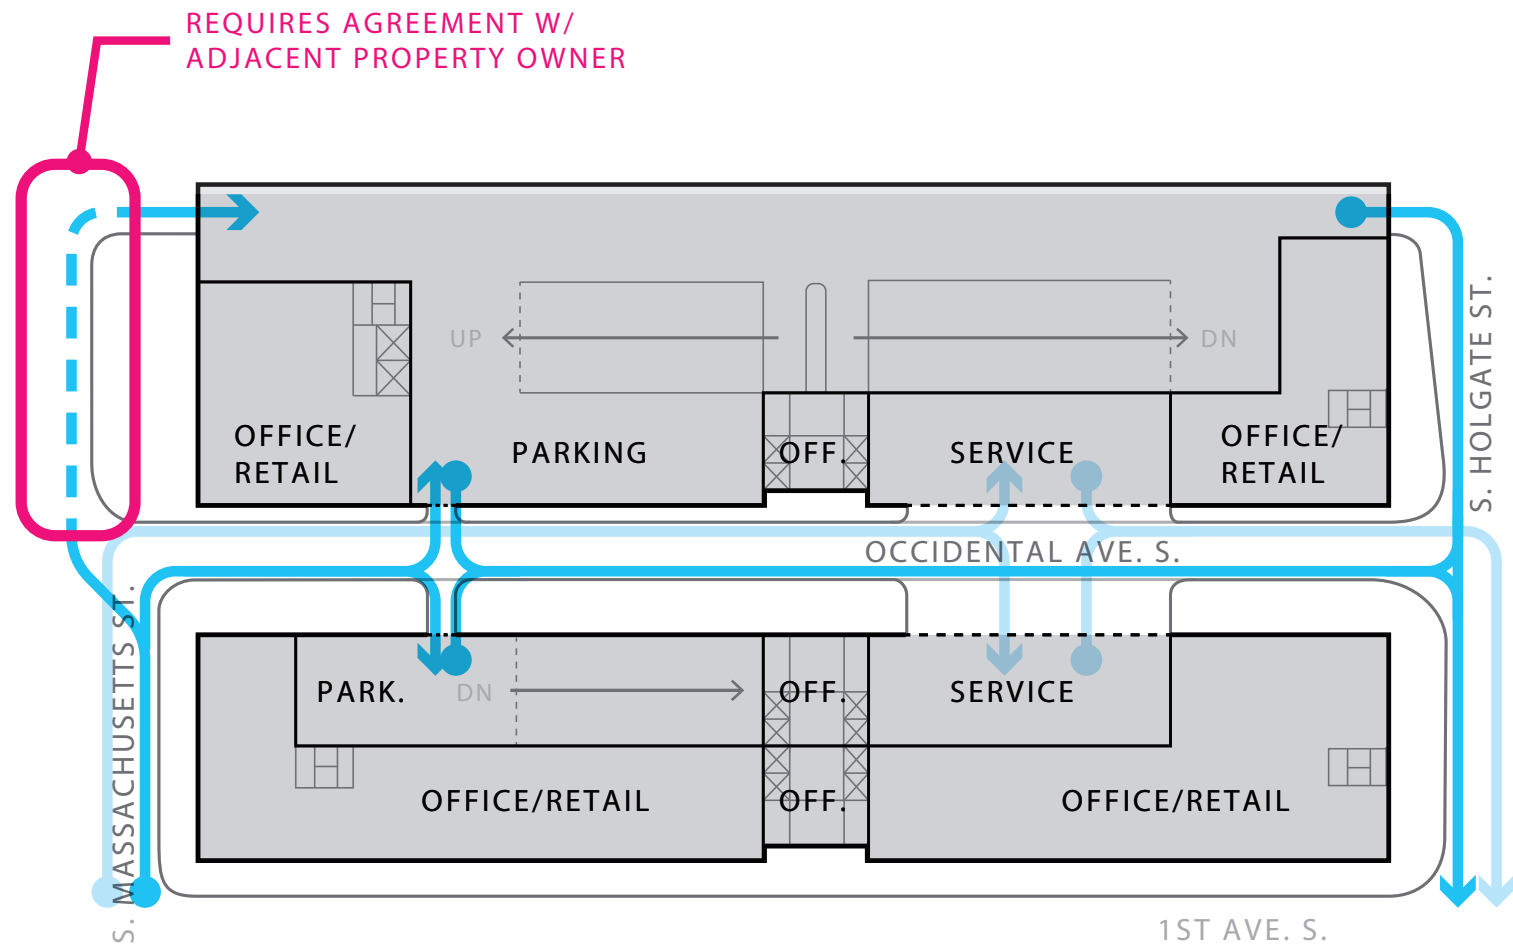 REQUIRES AGREEMENT W/
ADJACENT PROPERTY OWNER
UP
DN
OFFICE/
RETAIL
PARKING
OFF.
SERVICE
OFFICE/
RETAIL
S. HOLGATE ST.
OCCIDENTAL AVE. S.
S. MASSACHUSETTS ST.
PARK.
DN
OFF.
SERVICE
OFFICE/RETAIL
OFF.
OFFICE/RETAIL
1ST AVE. S.